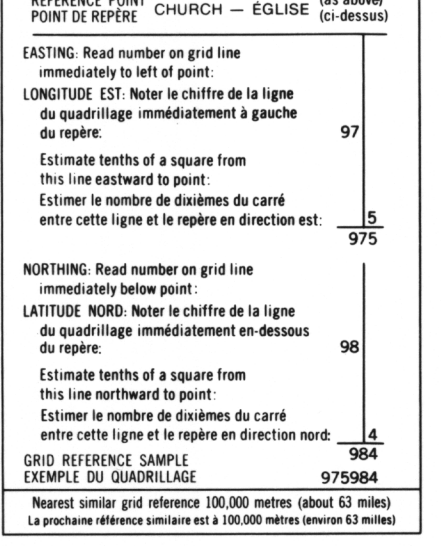 REFERENCE POINT
POINT DE REPÈRE CHURCH — ÉGLISE (as above)
(ci-dessus)
EASTING: Read number on grid line
immediately to left of point:
LONGITUDE EST: Noter le chiffre de la ligne
du quadrillage immédiatement à gauche
du repère: 97
Estimate tenths of a square from
this line eastward to point:
Estimer le nombre de dixièmes du carré
entre cette ligne et le repère en direction est: 5
975
NORTHING: Read number on grid line
immediately below point:
LATITUDE NORD: Noter le chiffre de la ligne
du quadrillage immédiatement en-dessous
du repère: 98
Estimate tenths of a square from
this line northward to point:
Estimer le nombre de dixièmes du carré
entre cette ligne et le repère en direction nord: 4
984
GRID REFERENCE SAMPLE
EXEMPLE DU QUADRILLAGE 975984
Nearest similar grid reference 100,000 metres (about 63 miles)
La prochaine référence similaire est à 100,000 mètres (environ 63 milles)